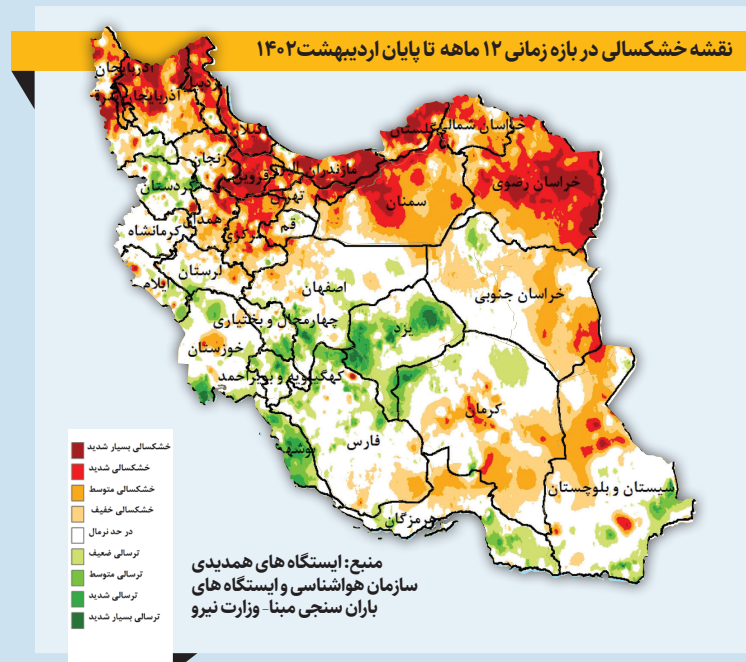 نقشه خشکسالی در بازه زمانی ۱۲ ماهه تا پایان اردیبهشت ۱۴۰۲
آذربایجان
آذربایجان
گیلان
زنجان
کردستان
قزوین
البرز
مازندران
تهران
گلستان
خراسان شمالی
خراسان رضوی
سمنان
همدان
مرکزی
قم
کرمانشاه
لرستان
ایلام
اصفهان
خراسان جنوبی
چهارمحال و بختیاری
یزد
خوزستان
کهگیلویه و بویراحمد
کرمان
فارس
بوشهر
سیستان و بلوچستان
هرمزگان
خشکسالی بسیار شدید
خشکسالی شدید
خشکسالی متوسط
خشکسالی خفیف
در حد نرمال
ترسالی ضعیف
ترسالی متوسط
ترسالی شدید
ترسالی بسیار شدید
منبع: ایستگاه های همدیدی
سازمان هواشناسی و ایستگاه های
باران سنجی مبنا- وزارت نیرو